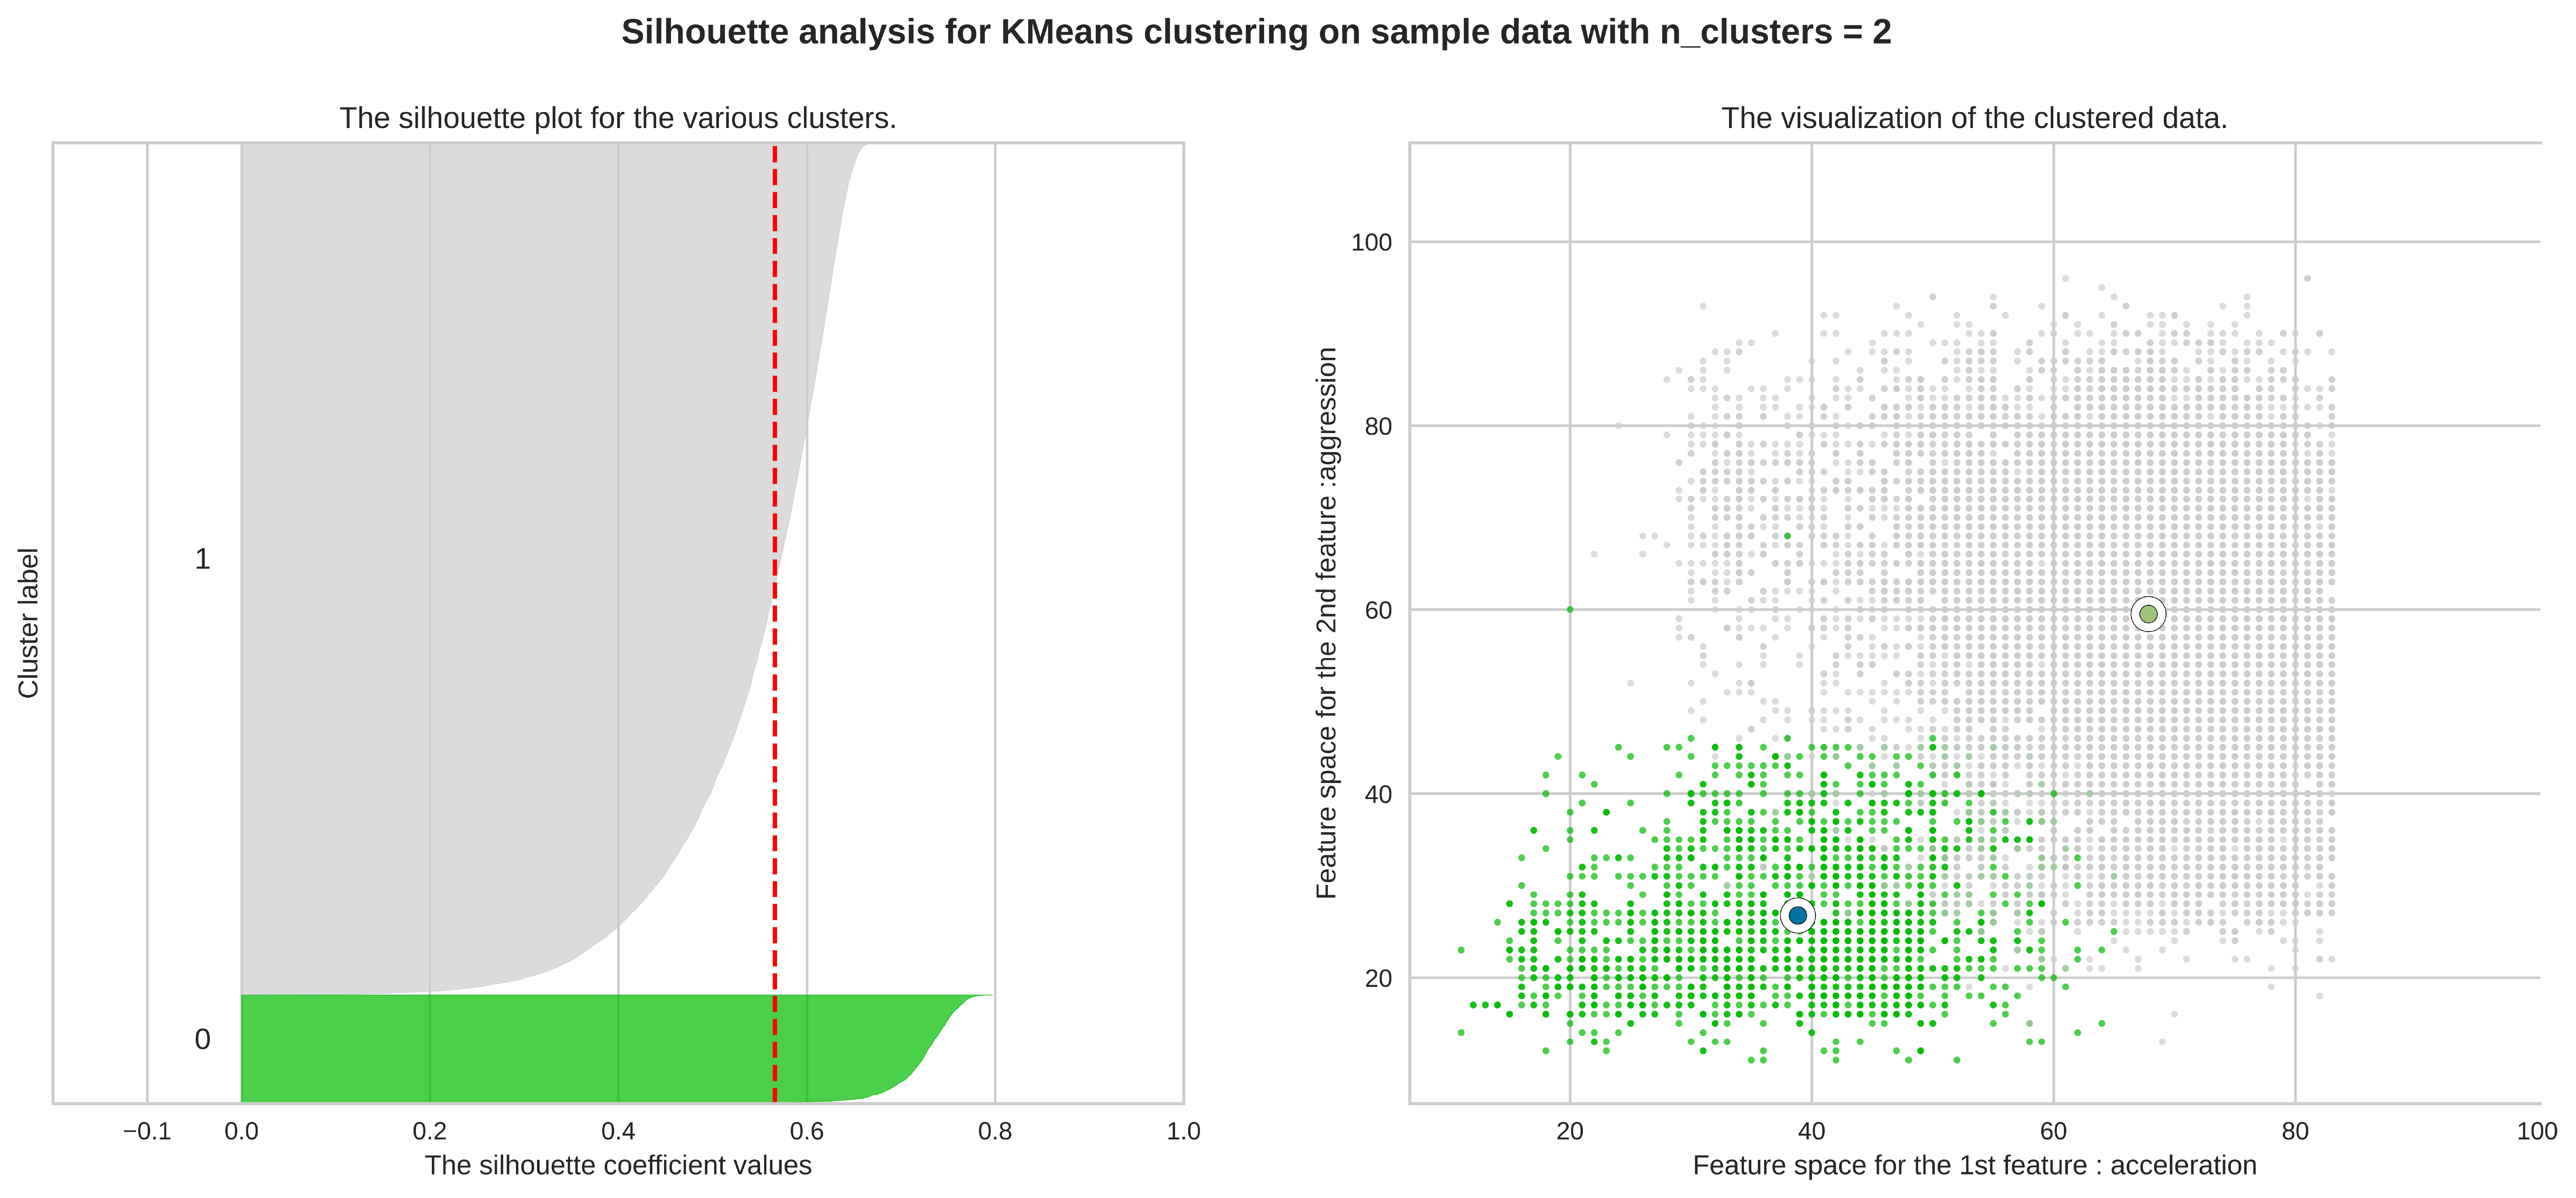 Silhouette analysis for KMeans clustering on sample data with n_clusters = 2
The silhouette plot for the various clusters.
Cluster label
1
0
−0.1 0.0 0.2 0.4 0.6 0.8 1.0
The silhouette coefficient values
The visualization of the clustered data.
Feature space for the 2nd feature :aggression
100
80
60
40
20
20 40 60 80 100
Feature space for the 1st feature : acceleration